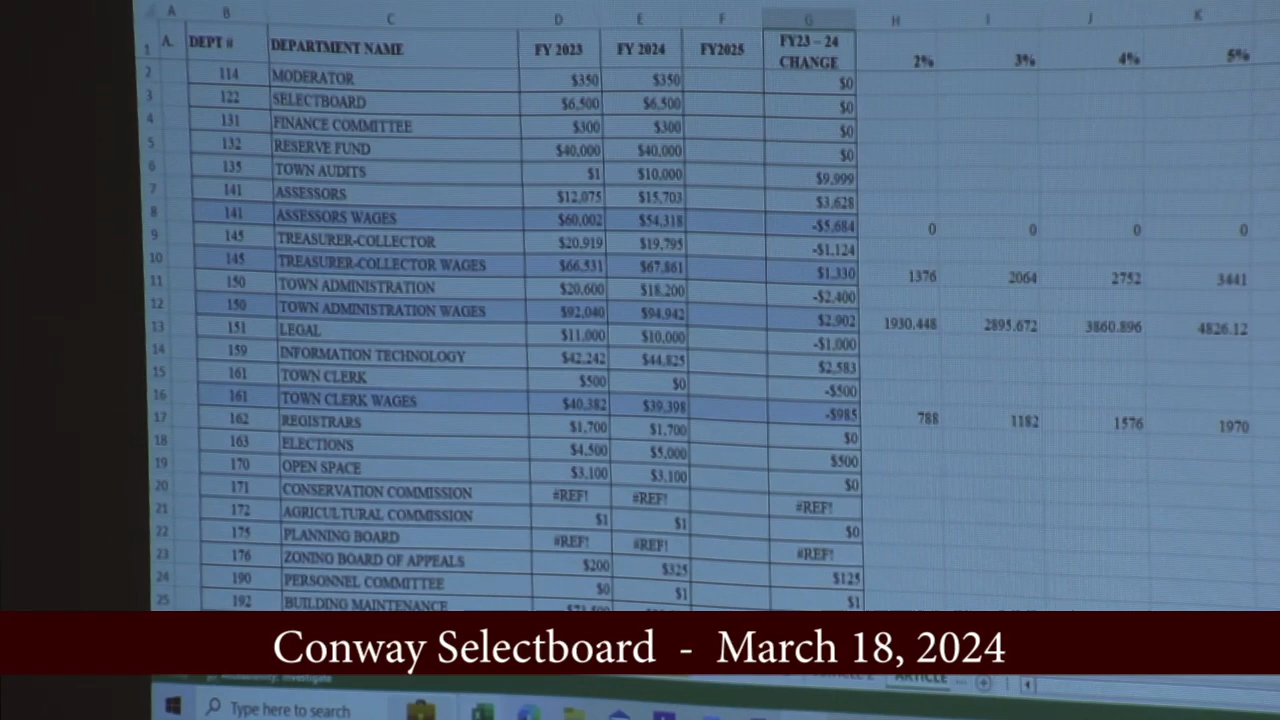 A B C D E F G H I J K
1 A. DEPT # DEPARTMENT NAME FY 2023 FY 2024 FY2025 FY23 – 24 CHANGE 2% 3% 4% 5%
2 114 MODERATOR $350 $350 $0
3 122 SELECTBOARD $6,500 $6,500 $0
4 131 FINANCE COMMITTEE $300 $300 $0
5 132 RESERVE FUND $40,000 $40,000 $0
6 135 TOWN AUDITS $1 $10,000 $9,999
7 141 ASSESSORS $12,075 $15,703 $3,628
8 141 ASSESSORS WAGES $60,002 $54,318 -$5,684 0 0 0 0
9 145 TREASURER-COLLECTOR $20,919 $19,795 -$1,124
10 145 TREASURER-COLLECTOR WAGES $66,531 $67,861 $1,330 1376 2064 2752 3441
11 150 TOWN ADMINISTRATION $20,600 $18,200 -$2,400
12 150 TOWN ADMINISTRATION WAGES $92,040 $94,942 $2,902 1930.448 2895.672 3860.896 4826.12
13 151 LEGAL $11,000 $10,000 -$1,000
14 159 INFORMATION TECHNOLOGY $42,242 $44,825 $2,583
15 161 TOWN CLERK $500 $0 -$500
16 161 TOWN CLERK WAGES $40,382 $39,398 -$985 788 1182 1576 1970
17 162 REGISTRARS $1,700 $1,700 $0
18 163 ELECTIONS $4,500 $5,000 $500
19 170 OPEN SPACE $3,100 $3,100 $0
20 171 CONSERVATION COMMISSION #REF! #REF! #REF!
21 172 AGRICULTURAL COMMISSION $1 $1 $0
22 175 PLANNING BOARD #REF! #REF! #REF!
23 176 ZONING BOARD OF APPEALS $200 $325 $125
24 190 PERSONNEL COMMITTEE $0 $1 $1
25 192 BUILDING MAINTENANCE
Conway Selectboard - March 18, 2024
ARTICLE ...
Type here to search